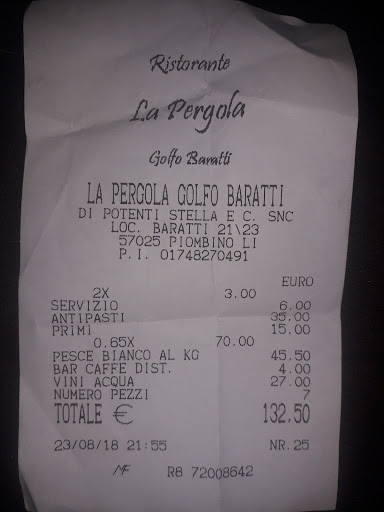 Ristorante
La Pergola
Golfo Baratti
LA PERGOLA GOLFO BARATTI
DI POTENTI STELLA E C. SNC
LOC. BARATTI 21\23
57025 PIOMBINO LI
P.I. 01748270491
EURO
2X 3.00
SERVIZIO 6.00
ANTIPASTI 35.00
PRIMI 15.00
0.65X 70.00
PESCE BIANCO AL KG 45.50
BAR CAFFE DIST. 4.00
VINI ACQUA 27.00
NUMERO PEZZI 7
TOTALE € 132.50
23/08/18 21:55 NR.25
MF R8 72008642